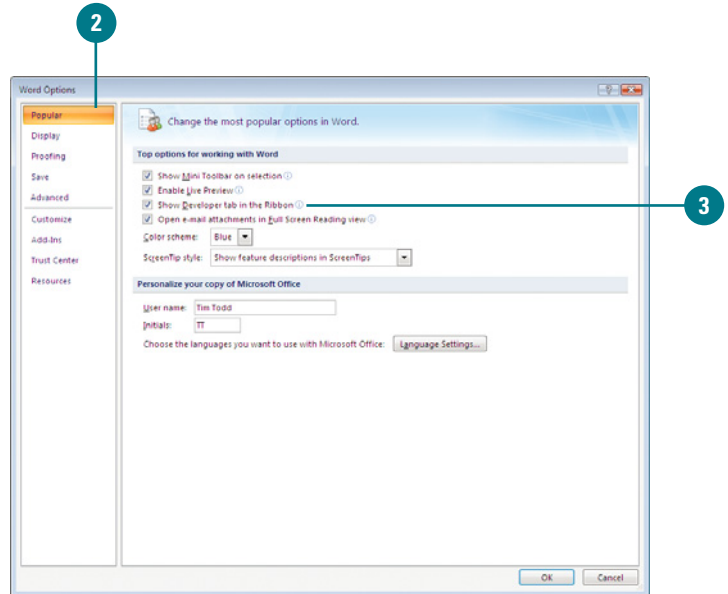 2
Word Options
Popular
Display
Proofing
Save
Advanced
Customize
Add-Ins
Trust Center
Resources
Change the most popular options in Word.
Top options for working with Word
Show Mini Toolbar on selection
Enable Live Preview
Show Developer tab in the Ribbon
3
Open e-mail attachments in Full Screen Reading view
Color scheme: Blue
ScreenTip style: Show feature descriptions in ScreenTips
Personalize your copy of Microsoft Office
User name: Tim Todd
Initials: TT
Choose the languages you want to use with Microsoft Office: Language Settings...
OK Cancel